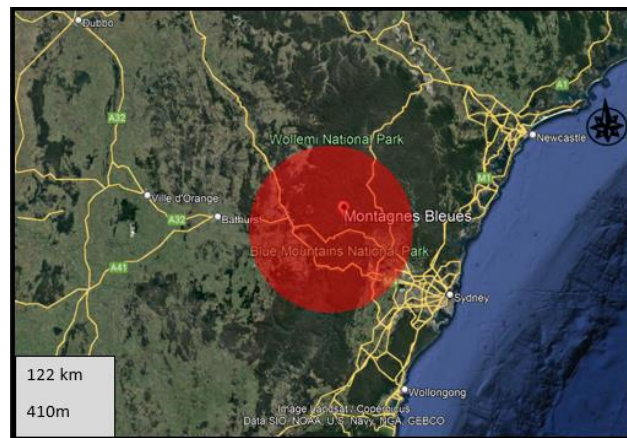 Dubbo
A1
A32
Wollemi National Park
Newcastle
M1
Ville d'Orange
Montagnes Bleues
A32
Bathurst
Blue Mountains National Park
A41
Sydney
122 km
410m
Wollongong
Image Landsat / Copernicus
Data SIO, NOAA, U.S. Navy, NGA, GEBCO